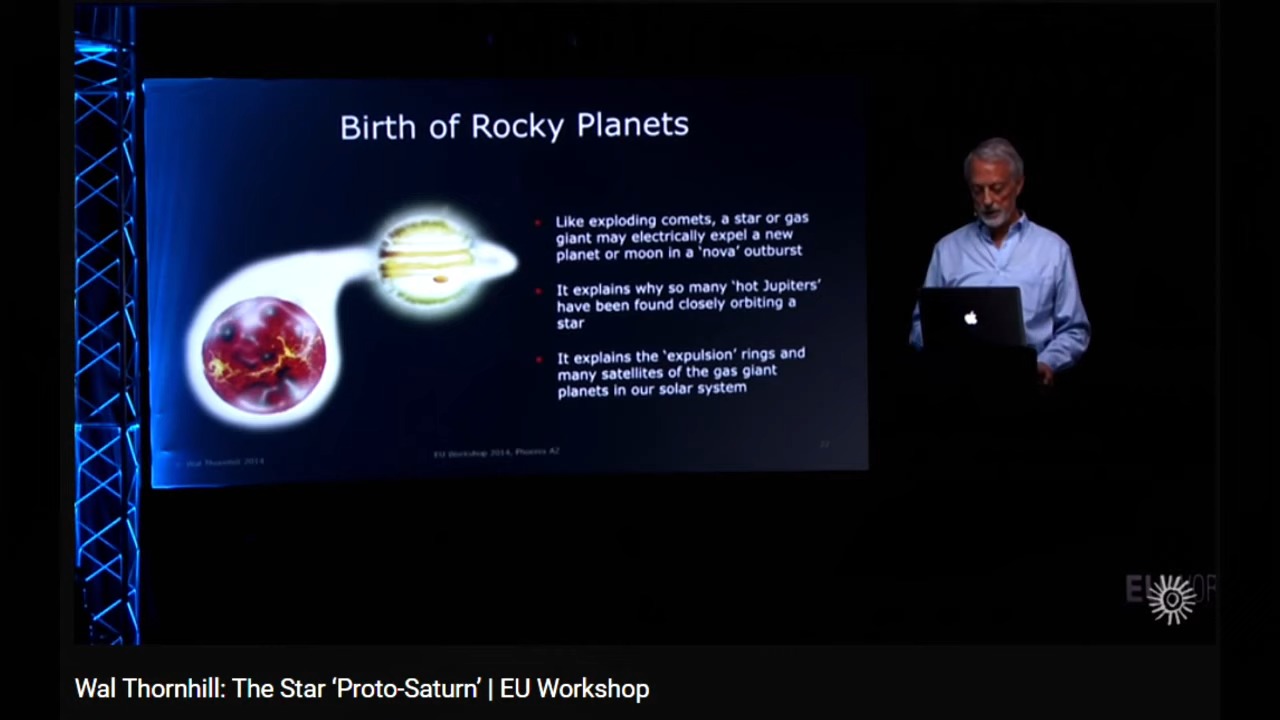 Birth of Rocky Planets
Like exploding comets, a star or gas
giant may electrically expel a new
planet or moon in a ‘nova’ outburst
It explains why so many ‘hot Jupiters’
have been found closely orbiting a
star
It explains the ‘expulsion’ rings and
many satellites of the gas giant
planets in our solar system
© Wal Thornhill 2014
EU Workshop 2014, Phoenix AZ
Wal Thornhill: The Star ‘Proto-Saturn’ | EU Workshop